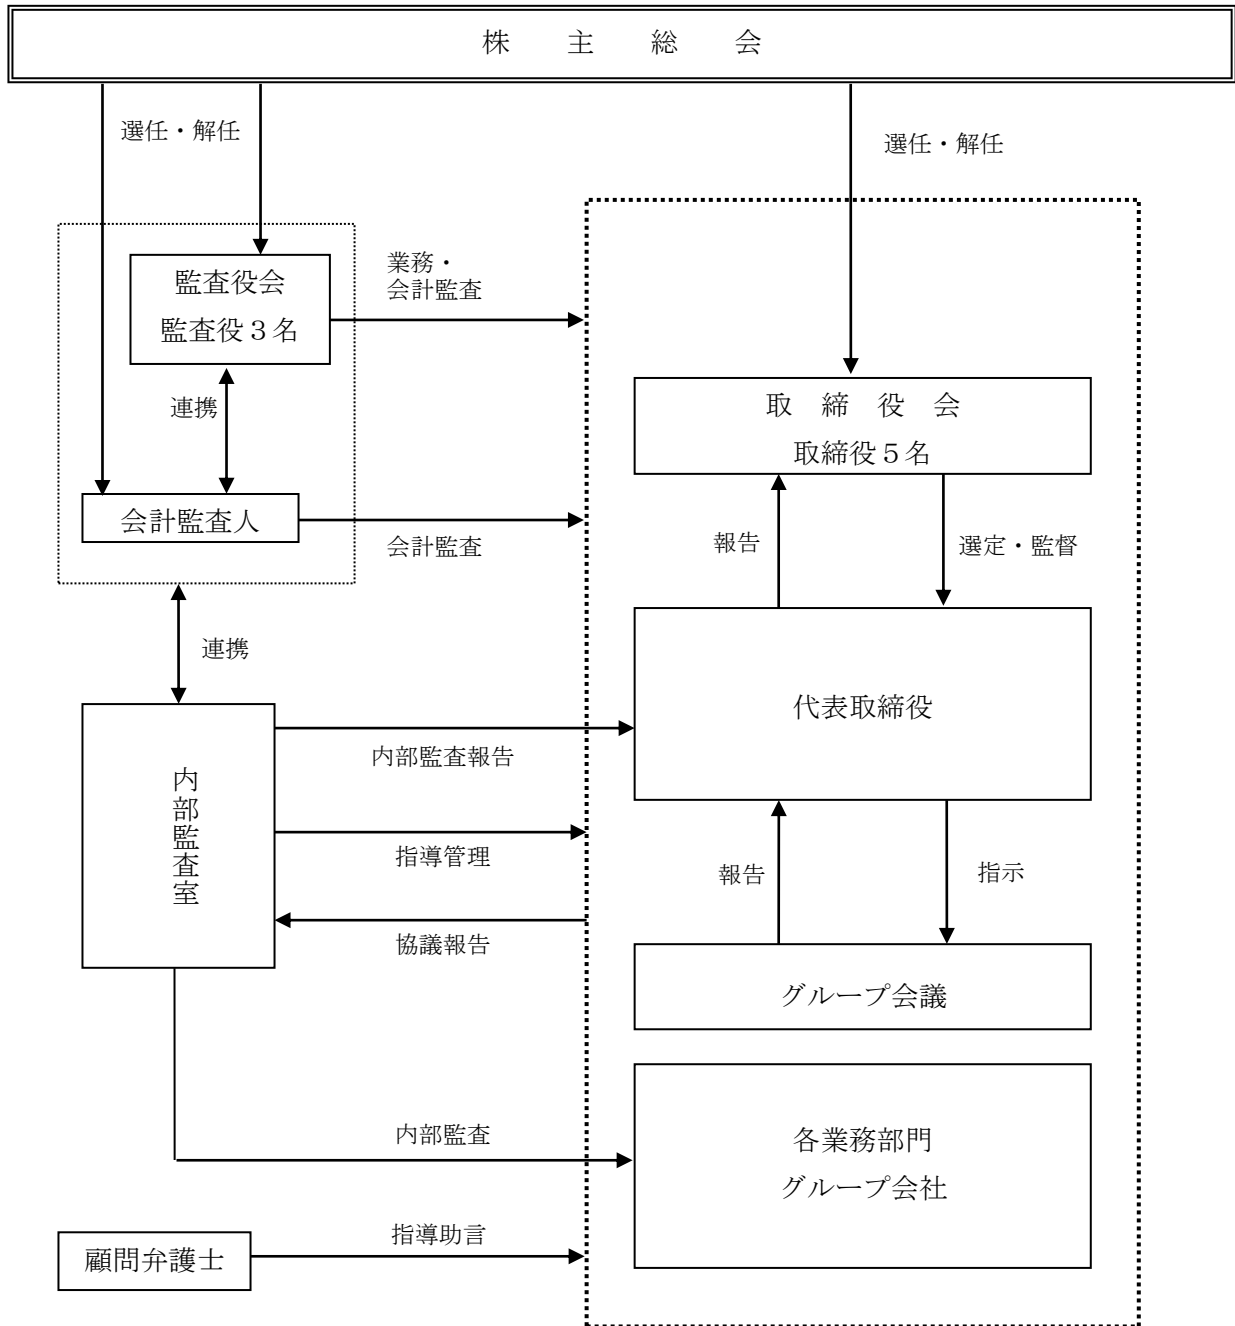 株　主　総　会
選任・解任
選任・解任
監査役会
監査役３名
業務・
会計監査
連携
取　締　役　会
取締役５名
会計監査人
会計監査
報告
選定・監督
連携
代表取締役
内部監査報告
内部監査室
指導管理
報告
指示
協議報告
グループ会議
内部監査
各業務部門
グループ会社
指導助言
顧問弁護士